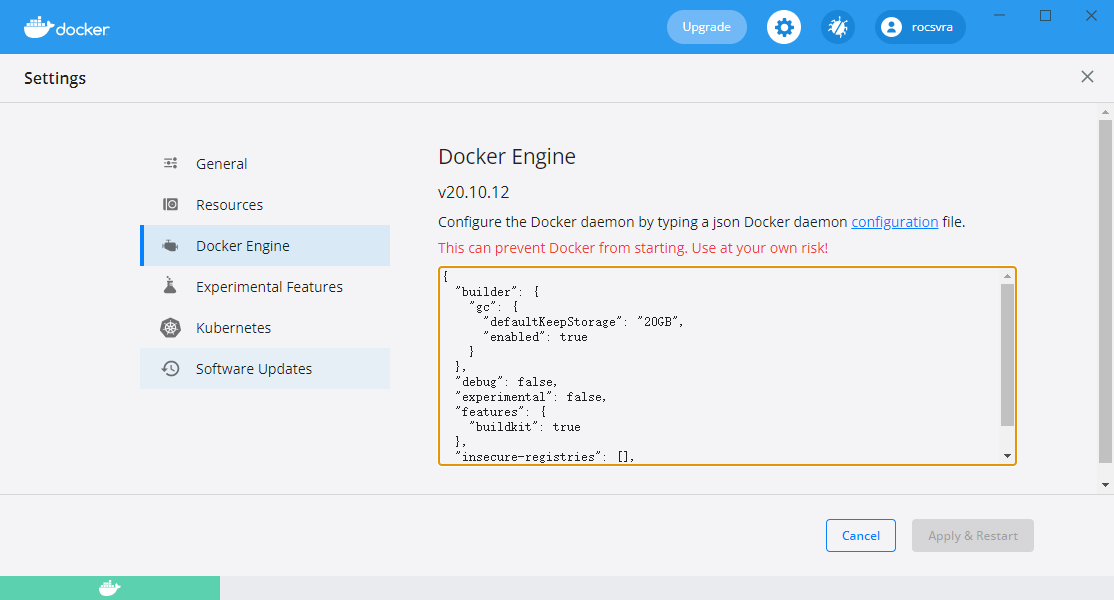 docker
Upgrade
rocsvra
Settings
General
Resources
Docker Engine
Experimental Features
Kubernetes
Software Updates
Docker Engine
v20.10.12
Configure the Docker daemon by typing a json Docker daemon configuration file.
This can prevent Docker from starting. Use at your own risk!
{
  "builder": {
    "gc": {
      "defaultKeepStorage": "20GB",
      "enabled": true
    }
  },
  "debug": false,
  "experimental": false,
  "features": {
    "buildkit": true
  },
  "insecure-registries": [],
Cancel
Apply & Restart